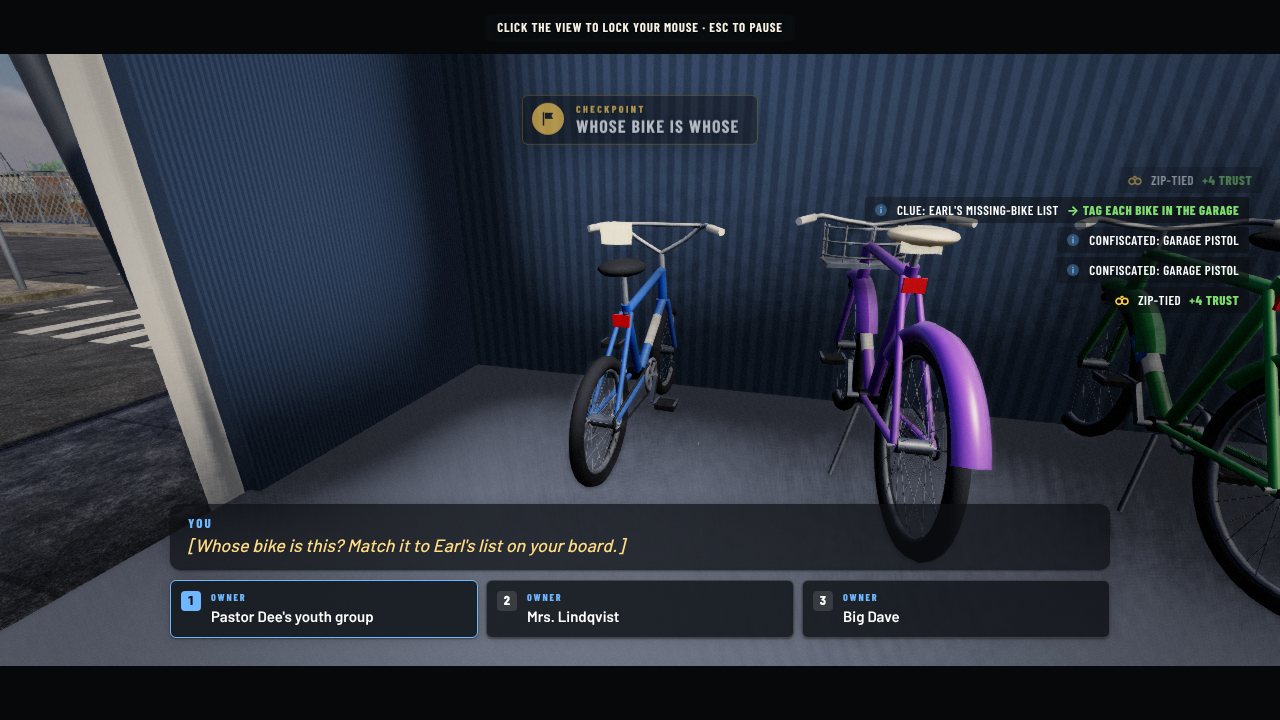 CLICK THE VIEW TO LOCK YOUR MOUSE · ESC TO PAUSE
CHECKPOINT
WHOSE BIKE IS WHOSE
ZIP-TIED +4 TRUST
CLUE: EARL'S MISSING-BIKE LIST → TAG EACH BIKE IN THE GARAGE
CONFISCATED: GARAGE PISTOL
CONFISCATED: GARAGE PISTOL
ZIP-TIED +4 TRUST
YOU
[Whose bike is this? Match it to Earl's list on your board.]
1 OWNER
Pastor Dee's youth group
2 OWNER
Mrs. Lindqvist
3 OWNER
Big Dave